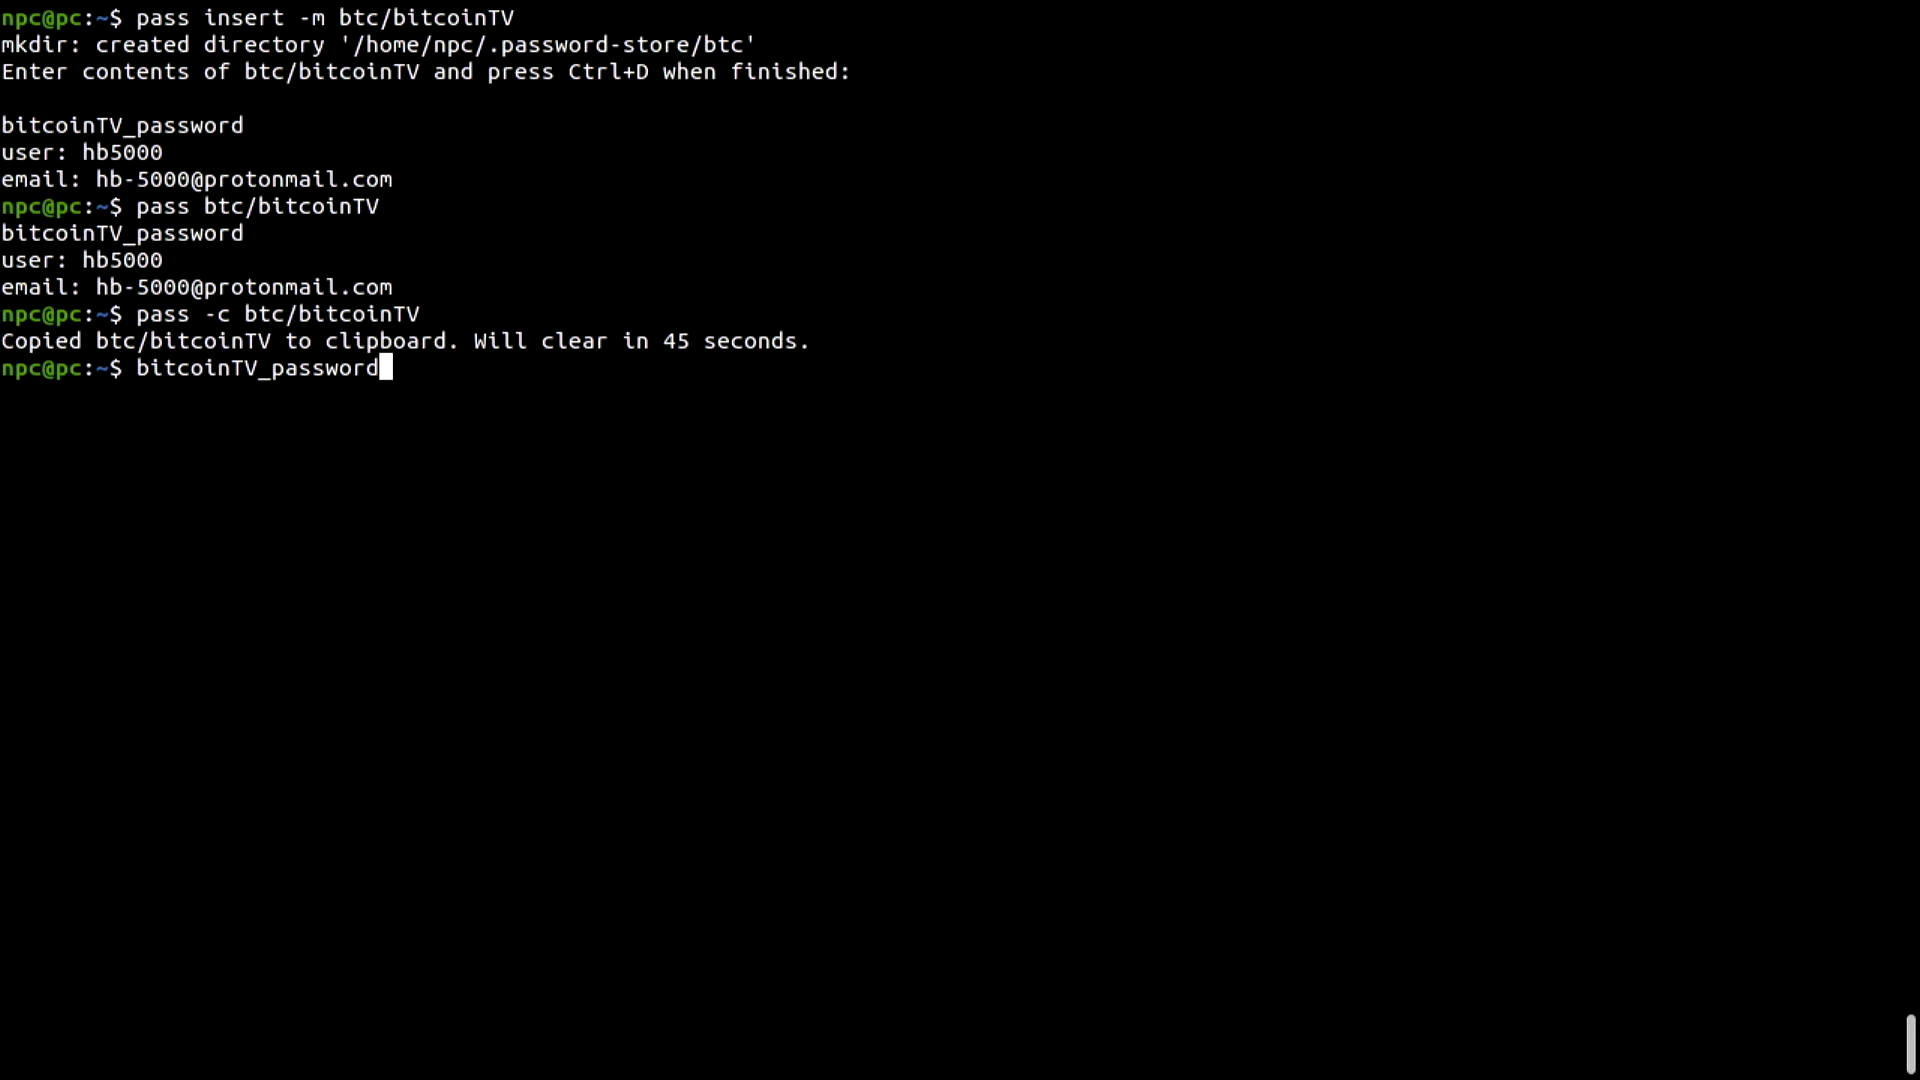 npc@pc:~$ pass insert -m btc/bitcoinTV
mkdir: created directory '/home/npc/.password-store/btc'
Enter contents of btc/bitcoinTV and press Ctrl+D when finished:
bitcoinTV_password
user: hb5000
email: hb-5000@protonmail.com
npc@pc:~$ pass btc/bitcoinTV
bitcoinTV_password
user: hb5000
email: hb-5000@protonmail.com
npc@pc:~$ pass -c btc/bitcoinTV
Copied btc/bitcoinTV to clipboard. Will clear in 45 seconds.
npc@pc:~$ bitcoinTV_password